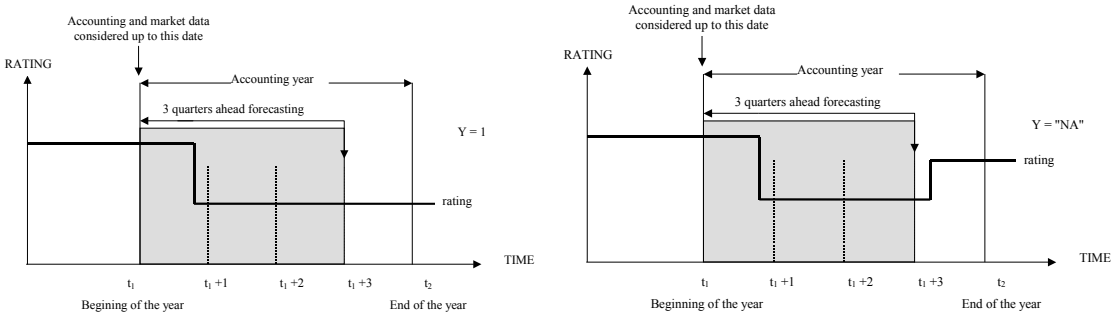 Accounting and market data
considered up to this date
RATING
Accounting year
3 quarters ahead forecasting
Y = 1
rating
TIME
t1
t1 +1
t1 +2
t1 +3
t2
Begining of the year
End of the year
Accounting and market data
considered up to this date
RATING
Accounting year
3 quarters ahead forecasting
Y = "NA"
rating
TIME
t1
t1 +1
t1 +2
t1 +3
t2
Beginning of the year
End of the year